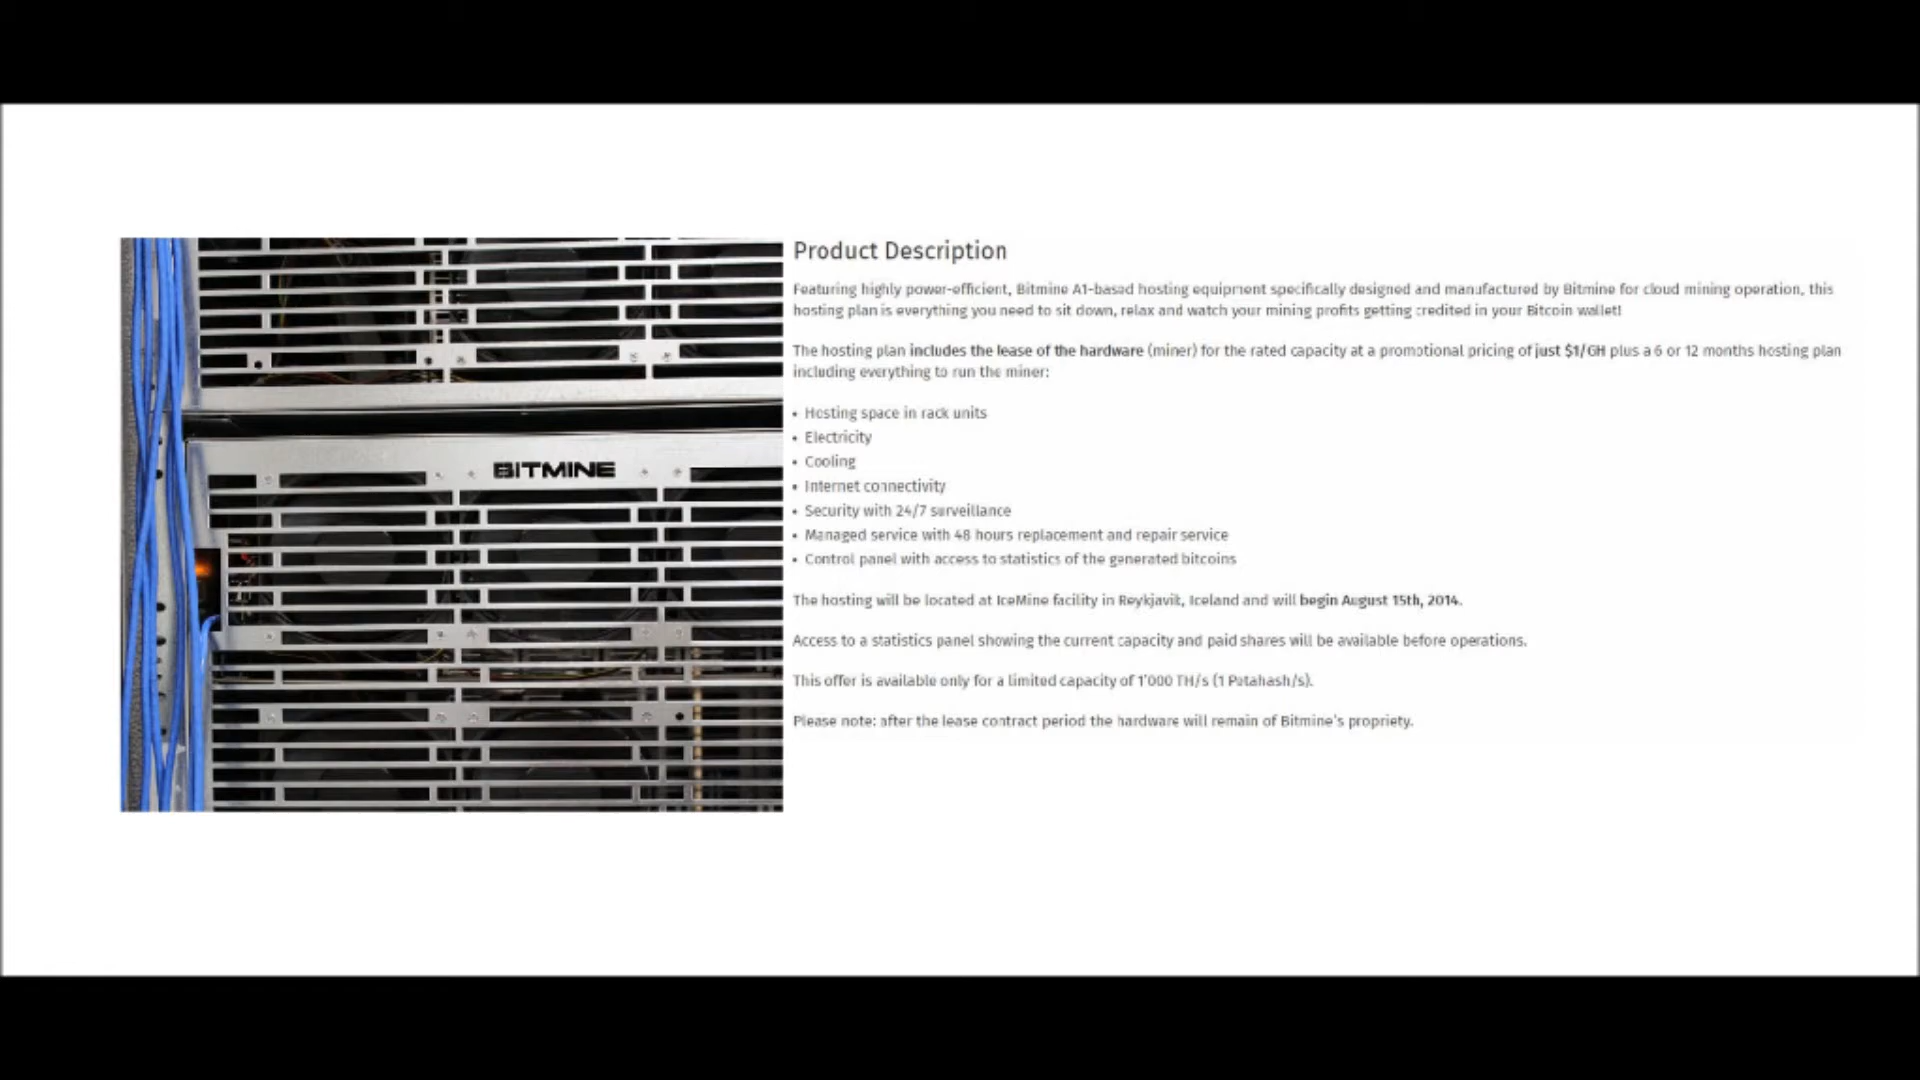 BITMINE
Product Description
Featuring highly power-efficient, Bitmine A1-based hosting equipment specifically designed and manufactured by Bitmine for cloud mining operation, this
hosting plan is everything you need to sit down, relax and watch your mining profits getting credited in your Bitcoin wallet!
The hosting plan includes the lease of the hardware (miner) for the rated capacity at a promotional pricing of just $1/GH plus a 6 or 12 months hosting plan
including everything to run the miner:
• Hosting space in rack units
• Electricity
• Cooling
• Internet connectivity
• Security with 24/7 surveillance
• Managed service with 48 hours replacement and repair service
• Control panel with access to statistics of the generated bitcoins
The hosting will be located at IceMine facility in Reykjavik, Iceland and will begin August 15th, 2014.
Access to a statistics panel showing the current capacity and paid shares will be available before operations.
This offer is available only for a limited capacity of 1'000 TH/s (1 Petahash/s).
Please note: after the lease contract period the hardware will remain of Bitmine's propriety.